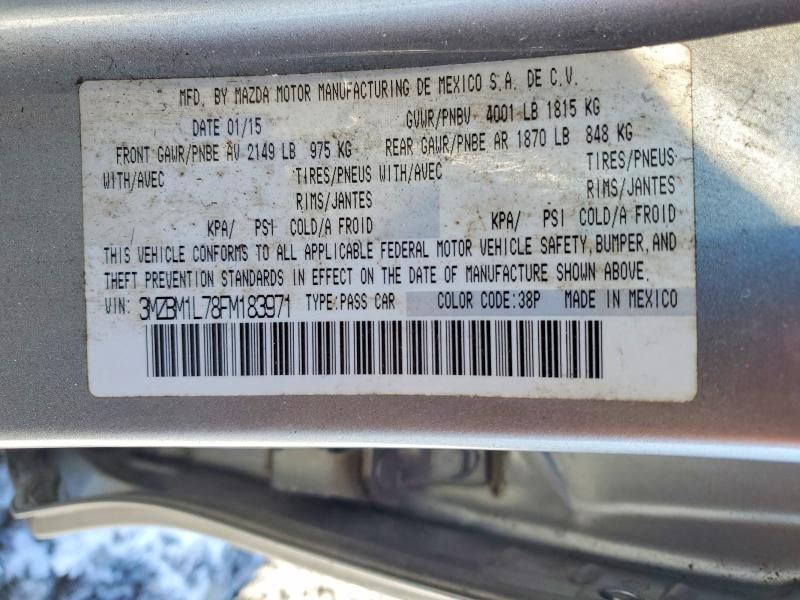 MFD. BY MAZDA MOTOR MANUFACTURING DE MEXICO S.A. DE C.V.
DATE 01/15 GVWR/PNBV 4001 LB 1815 KG
FRONT GAWR/PNBE AV 2149 LB 975 KG REAR GAWR/PNBE AR 1870 LB 848 KG
WITH/AVEC TIRES/PNEUS WITH/AVEC TIRES/PNEUS
RIMS/JANTES RIMS/JANTES
/ KPA/ PSI COLD/A FROID KPA/ PSI COLD/A FROID
THIS VEHICLE CONFORMS TO ALL APPLICABLE FEDERAL MOTOR VEHICLE SAFETY, BUMPER, AND
THEFT PREVENTION STANDARDS IN EFFECT ON THE DATE OF MANUFACTURE SHOWN ABOVE.
VIN: 3MZBM1L78FM183971 TYPE:PASS CAR COLOR CODE:38P MADE IN MEXICO